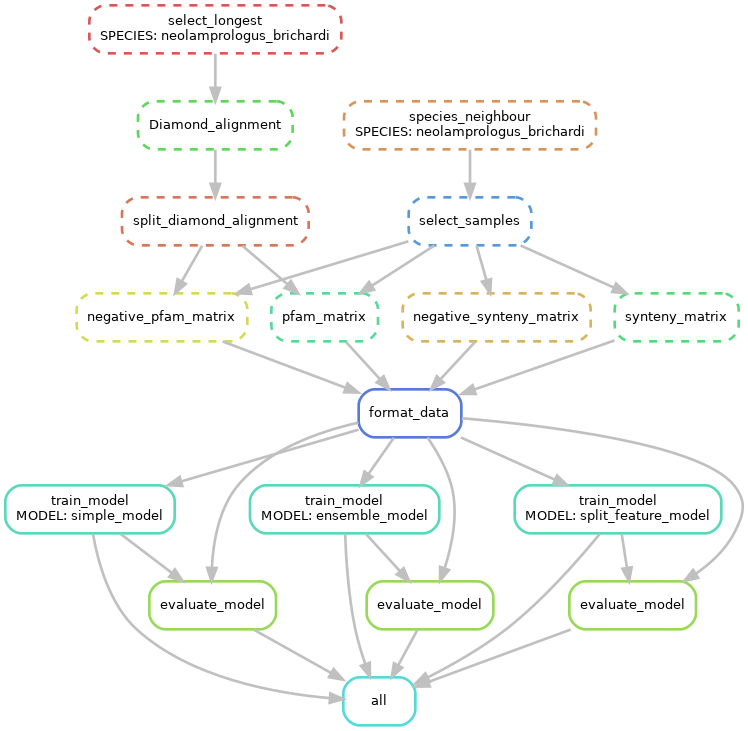 select_longest
SPECIES: neolamprologus_brichardi
Diamond_alignment
species_neighbour
SPECIES: neolamprologus_brichardi
split_diamond_alignment
select_samples
negative_pfam_matrix
pfam_matrix
negative_synteny_matrix
synteny_matrix
format_data
train_model
MODEL: simple_model
train_model
MODEL: ensemble_model
train_model
MODEL: split_feature_model
evaluate_model
evaluate_model
evaluate_model
all